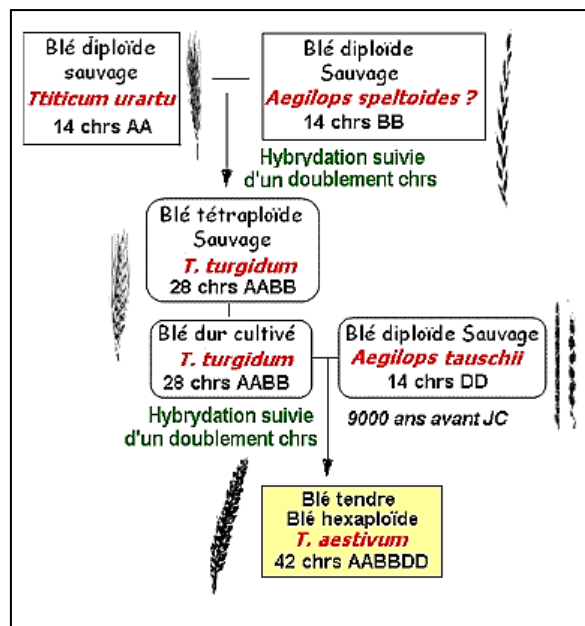 Blé diploïde
sauvage
Ttiticum urartu
14 chrs AA
Blé diploïde
Sauvage
Aegilops speltoides ?
14 chrs BB
Hybrydation suivie
d'un doublement chrs
Blé tétraploïde
Sauvage
T. turgidum
28 chrs AABB
Blé dur cultivé
T. turgidum
28 chrs AABB
Blé diploïde Sauvage
Aegilops tauschii
14 chrs DD
Hybrydation suivie
d'un doublement chrs
9000 ans avant JC
Blé tendre
Blé hexaploïde
T. aestivum
42 chrs AABBDD